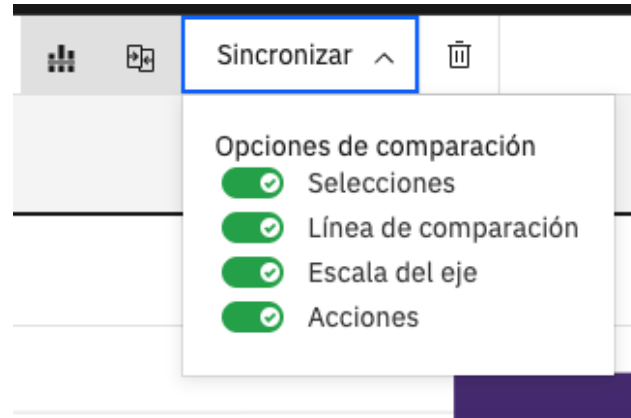 Sincronizar
Opciones de comparación
Selecciones
Línea de comparación
Escala del eje
Acciones